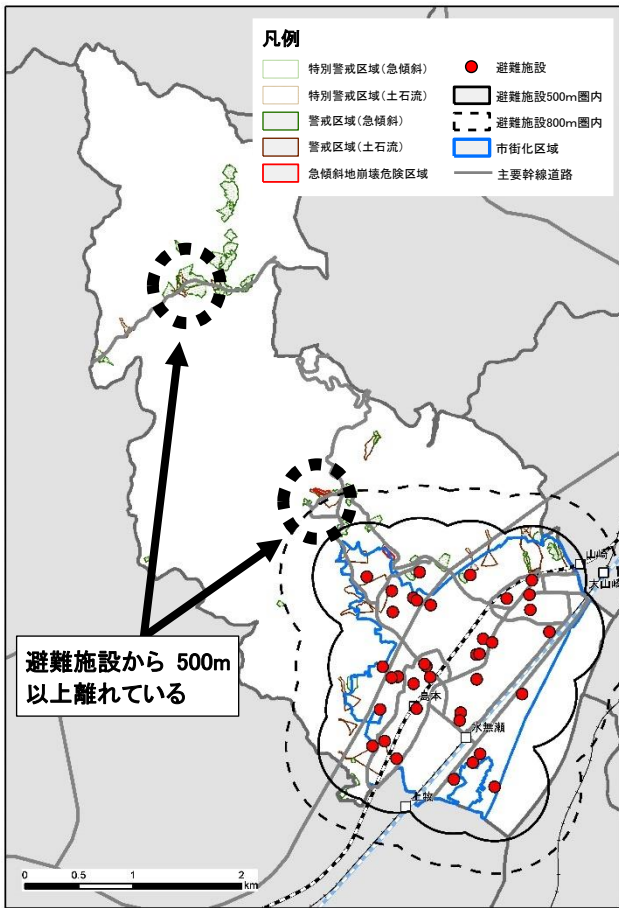 凡例
特別警戒区域(急傾斜)
特別警戒区域(土石流)
警戒区域(急傾斜)
警戒区域(土石流)
急傾斜地崩壊危険区域
避難施設
避難施設500m圏内
避難施設800m圏内
市街化区域
主要幹線道路
山崎
大山崎
避難施設から 500m
以上離れている
島本
水無瀬
上牧
0 0.5 1 2
km